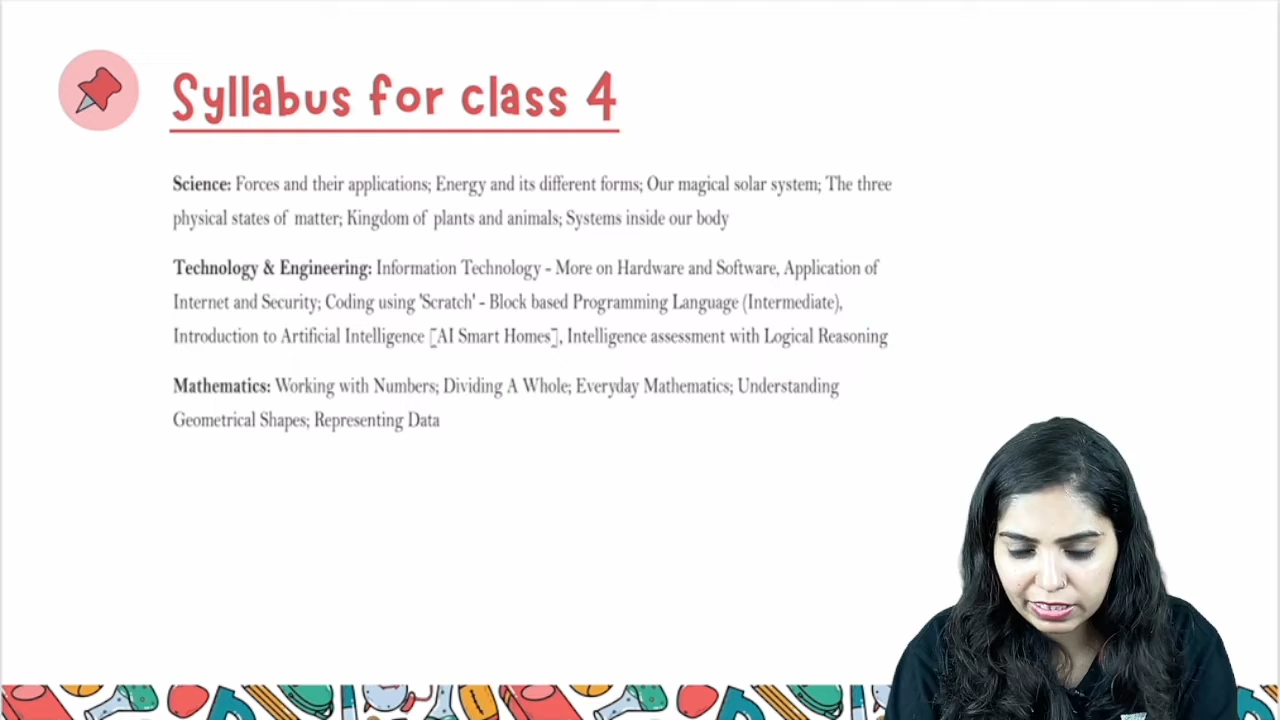 Syllabus for class 4
Science: Forces and their applications; Energy and its different forms; Our magical solar system; The three
physical states of matter; Kingdom of plants and animals; Systems inside our body
Technology & Engineering: Information Technology - More on Hardware and Software, Application of
Internet and Security; Coding using 'Scratch' - Block based Programming Language (Intermediate),
Introduction to Artificial Intelligence [AI Smart Homes], Intelligence assessment with Logical Reasoning
Mathematics: Working with Numbers; Dividing A Whole; Everyday Mathematics; Understanding
Geometrical Shapes; Representing Data